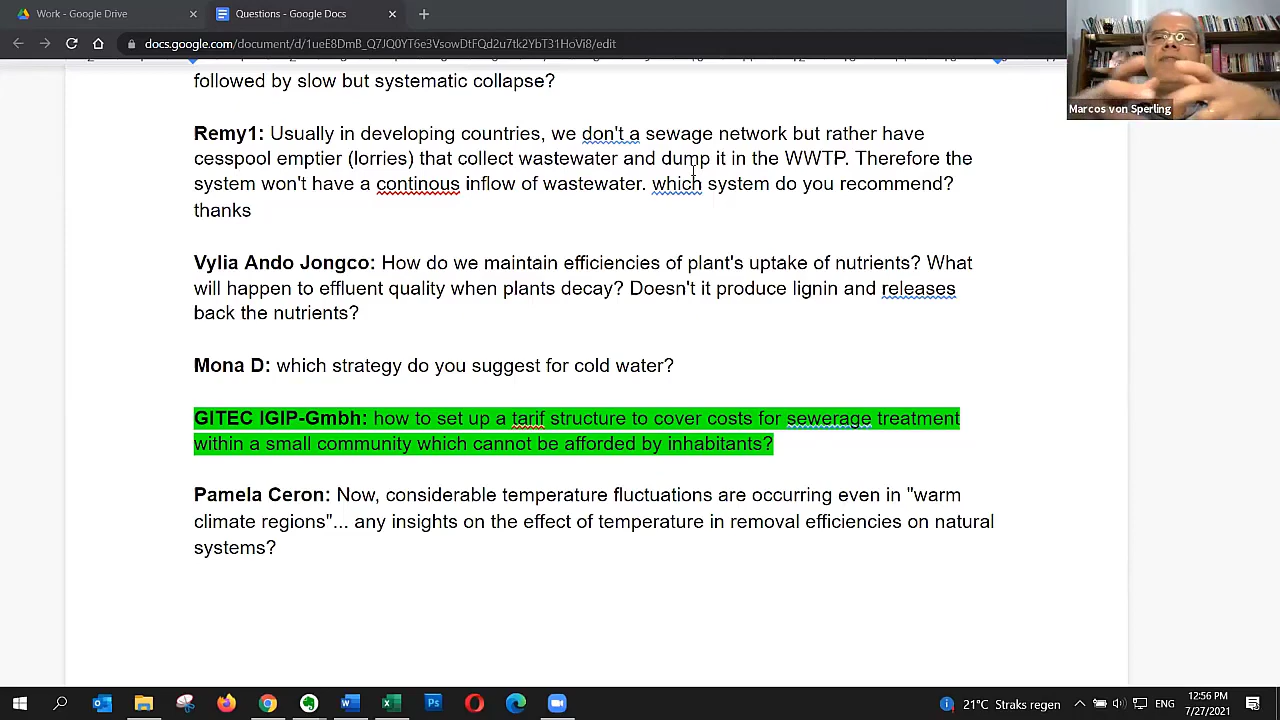 Work - Google Drive
Questions - Google Docs
docs.google.com/document/d/1ueE8DmB_Q7JQ0YT6e3VsowDtFQd2u7tk2YbT31HoVi8/edit
Marcos von Sperling
followed by slow but systematic collapse?
Remy1: Usually in developing countries, we don't a sewage network but rather have
cesspool emptier (lorries) that collect wastewater and dump it in the WWTP. Therefore the
system won't have a continous inflow of wastewater. which system do you recommend?
thanks
Vylia Ando Jongco: How do we maintain efficiencies of plant's uptake of nutrients? What
will happen to effluent quality when plants decay? Doesn't it produce lignin and releases
back the nutrients?
Mona D: which strategy do you suggest for cold water?
GITEC IGIP-Gmbh: how to set up a tarif structure to cover costs for sewerage treatment
within a small community which cannot be afforded by inhabitants?
Pamela Ceron: Now, considerable temperature fluctuations are occurring even in "warm
climate regions"... any insights on the effect of temperature in removal efficiencies on natural
systems?
21°C Straks regen
ENG
12:56 PM
7/27/2021